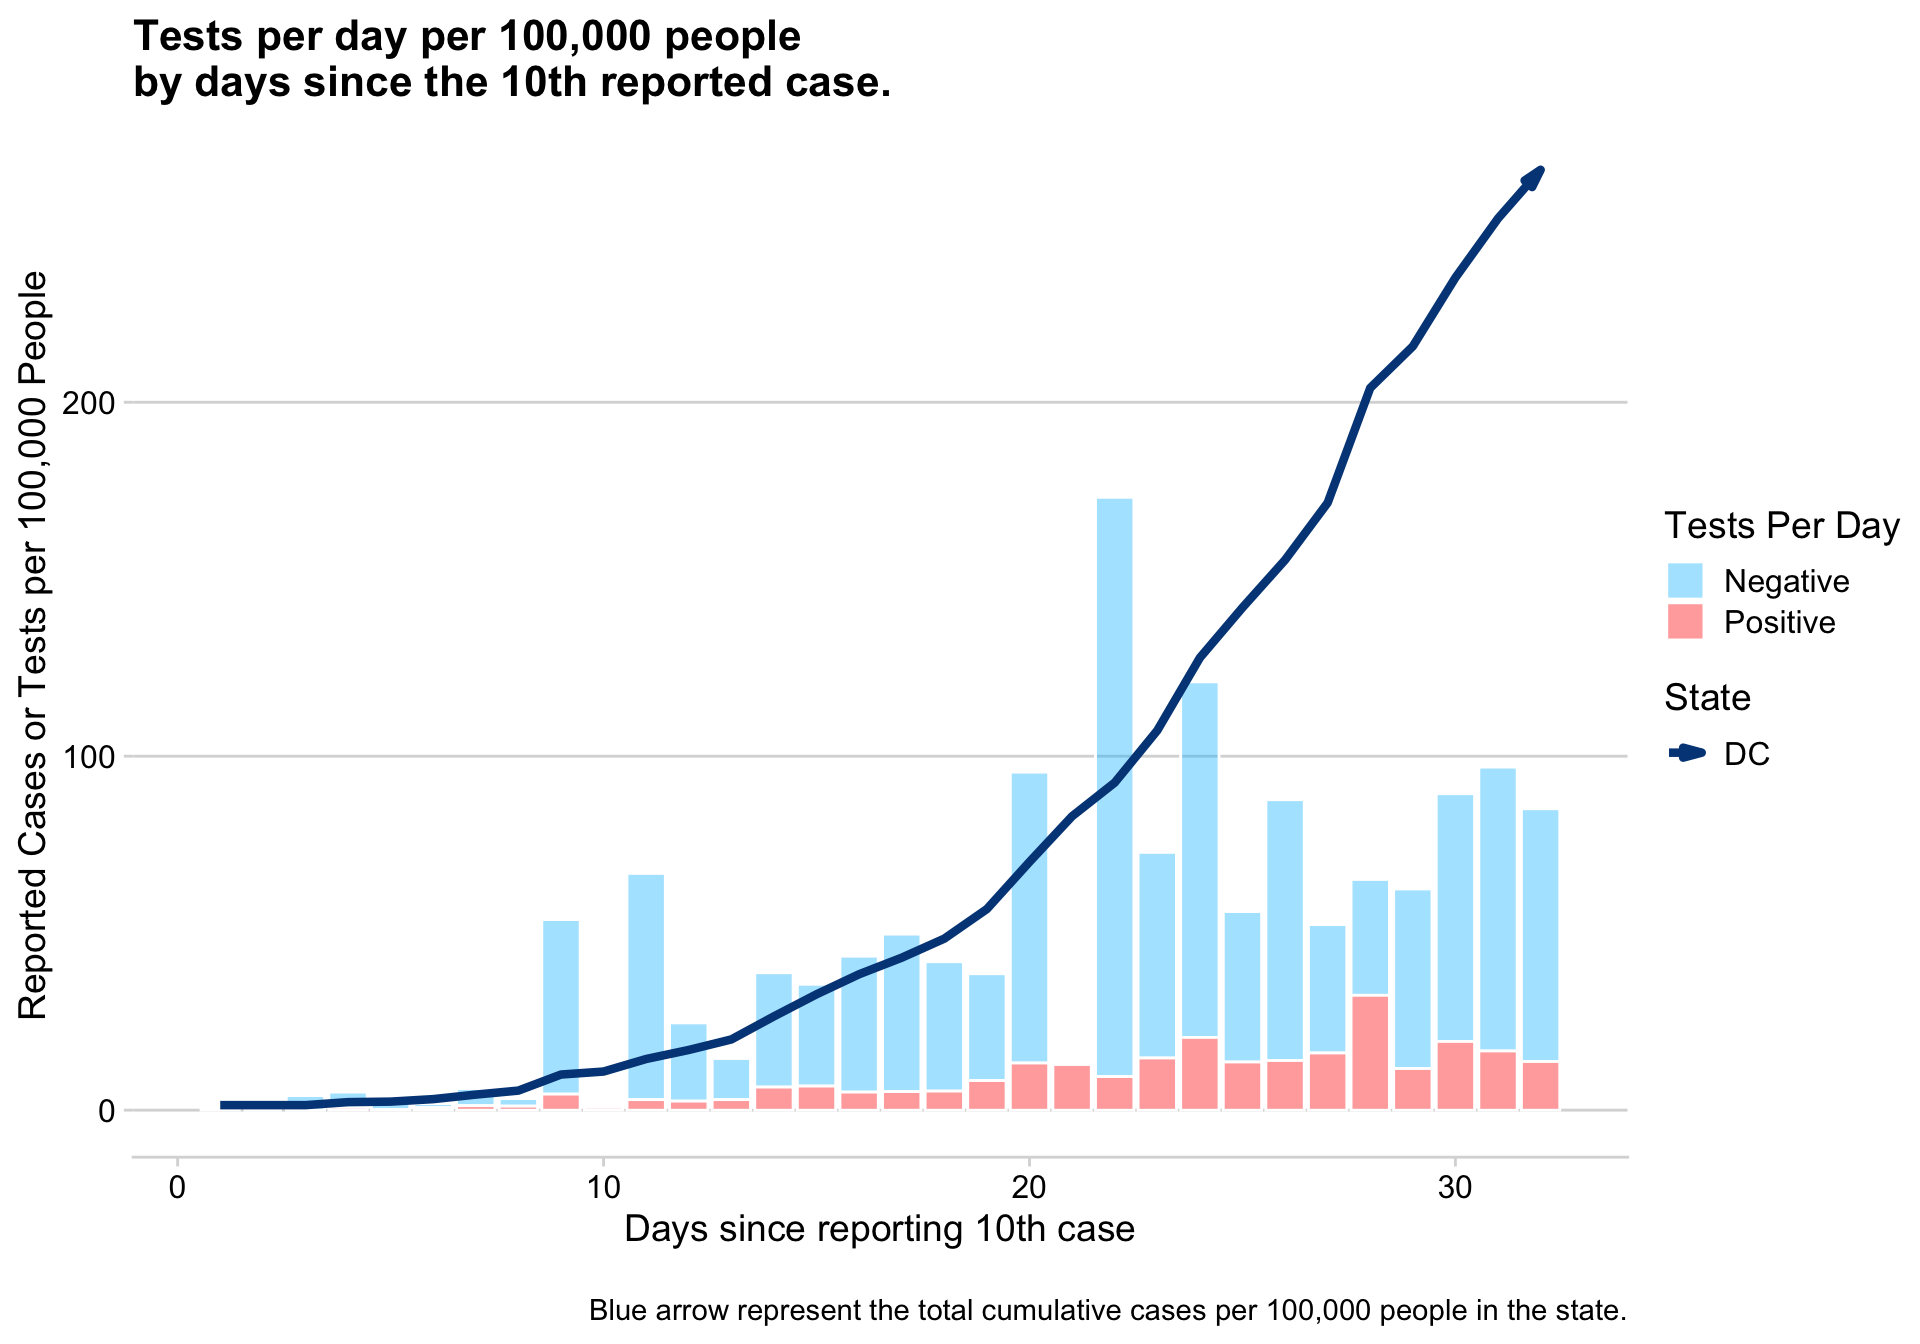 Tests per day per 100,000 people
by days since the 10th reported case.
Reported Cases or Tests per 100,000 People
200
100
0
0
10
20
30
Days since reporting 10th case
Tests Per Day
Negative
Positive
State
DC
Blue arrow represent the total cumulative cases per 100,000 people in the state.